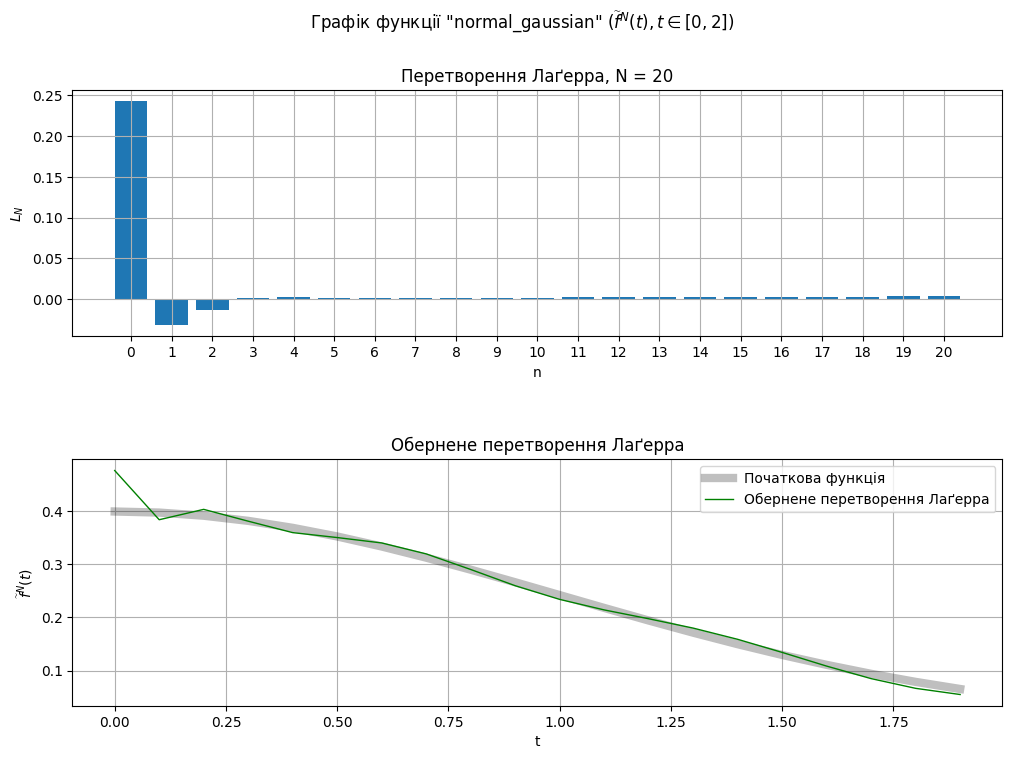 Графік функції "normal_gaussian" ($\tilde{f}^N(t), t \in [0, 2]$)
Перетворення Лаґерра, N = 20
0.25
0.20
0.15
0.10
0.05
0.00
$L_N$
0 1 2 3 4 5 6 7 8 9 10 11 12 13 14 15 16 17 18 19 20
n
Обернене перетворення Лаґерра
Початкова функція
Обернене перетворення Лаґерра
0.4
0.3
0.2
0.1
$\tilde{f}^N(t)$
0.00 0.25 0.50 0.75 1.00 1.25 1.50 1.75
t